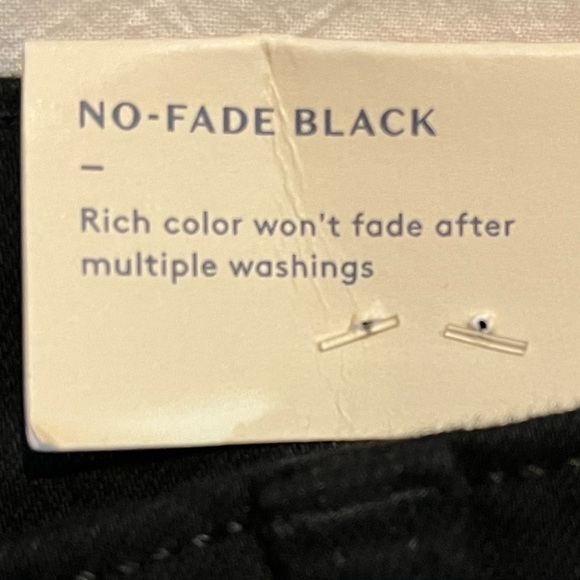 NO-FADE BLACK
–
Rich color won't fade after
multiple washings